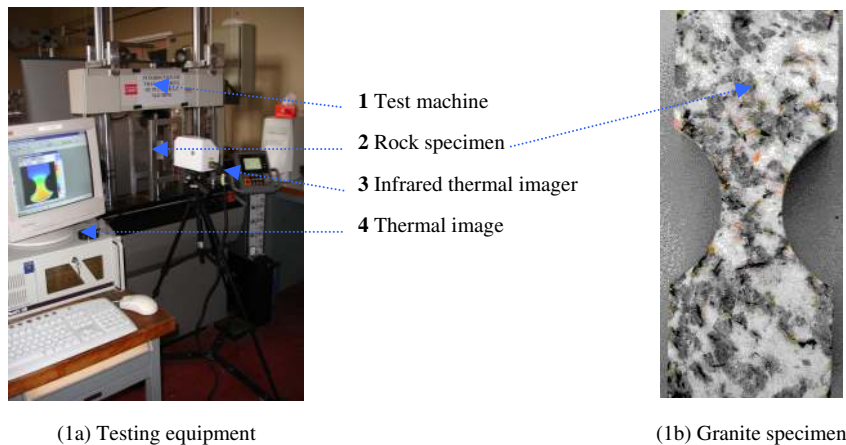 1 Test machine
2 Rock specimen
3 Infrared thermal imager
4 Thermal image
(1a) Testing equipment
(1b) Granite specimen